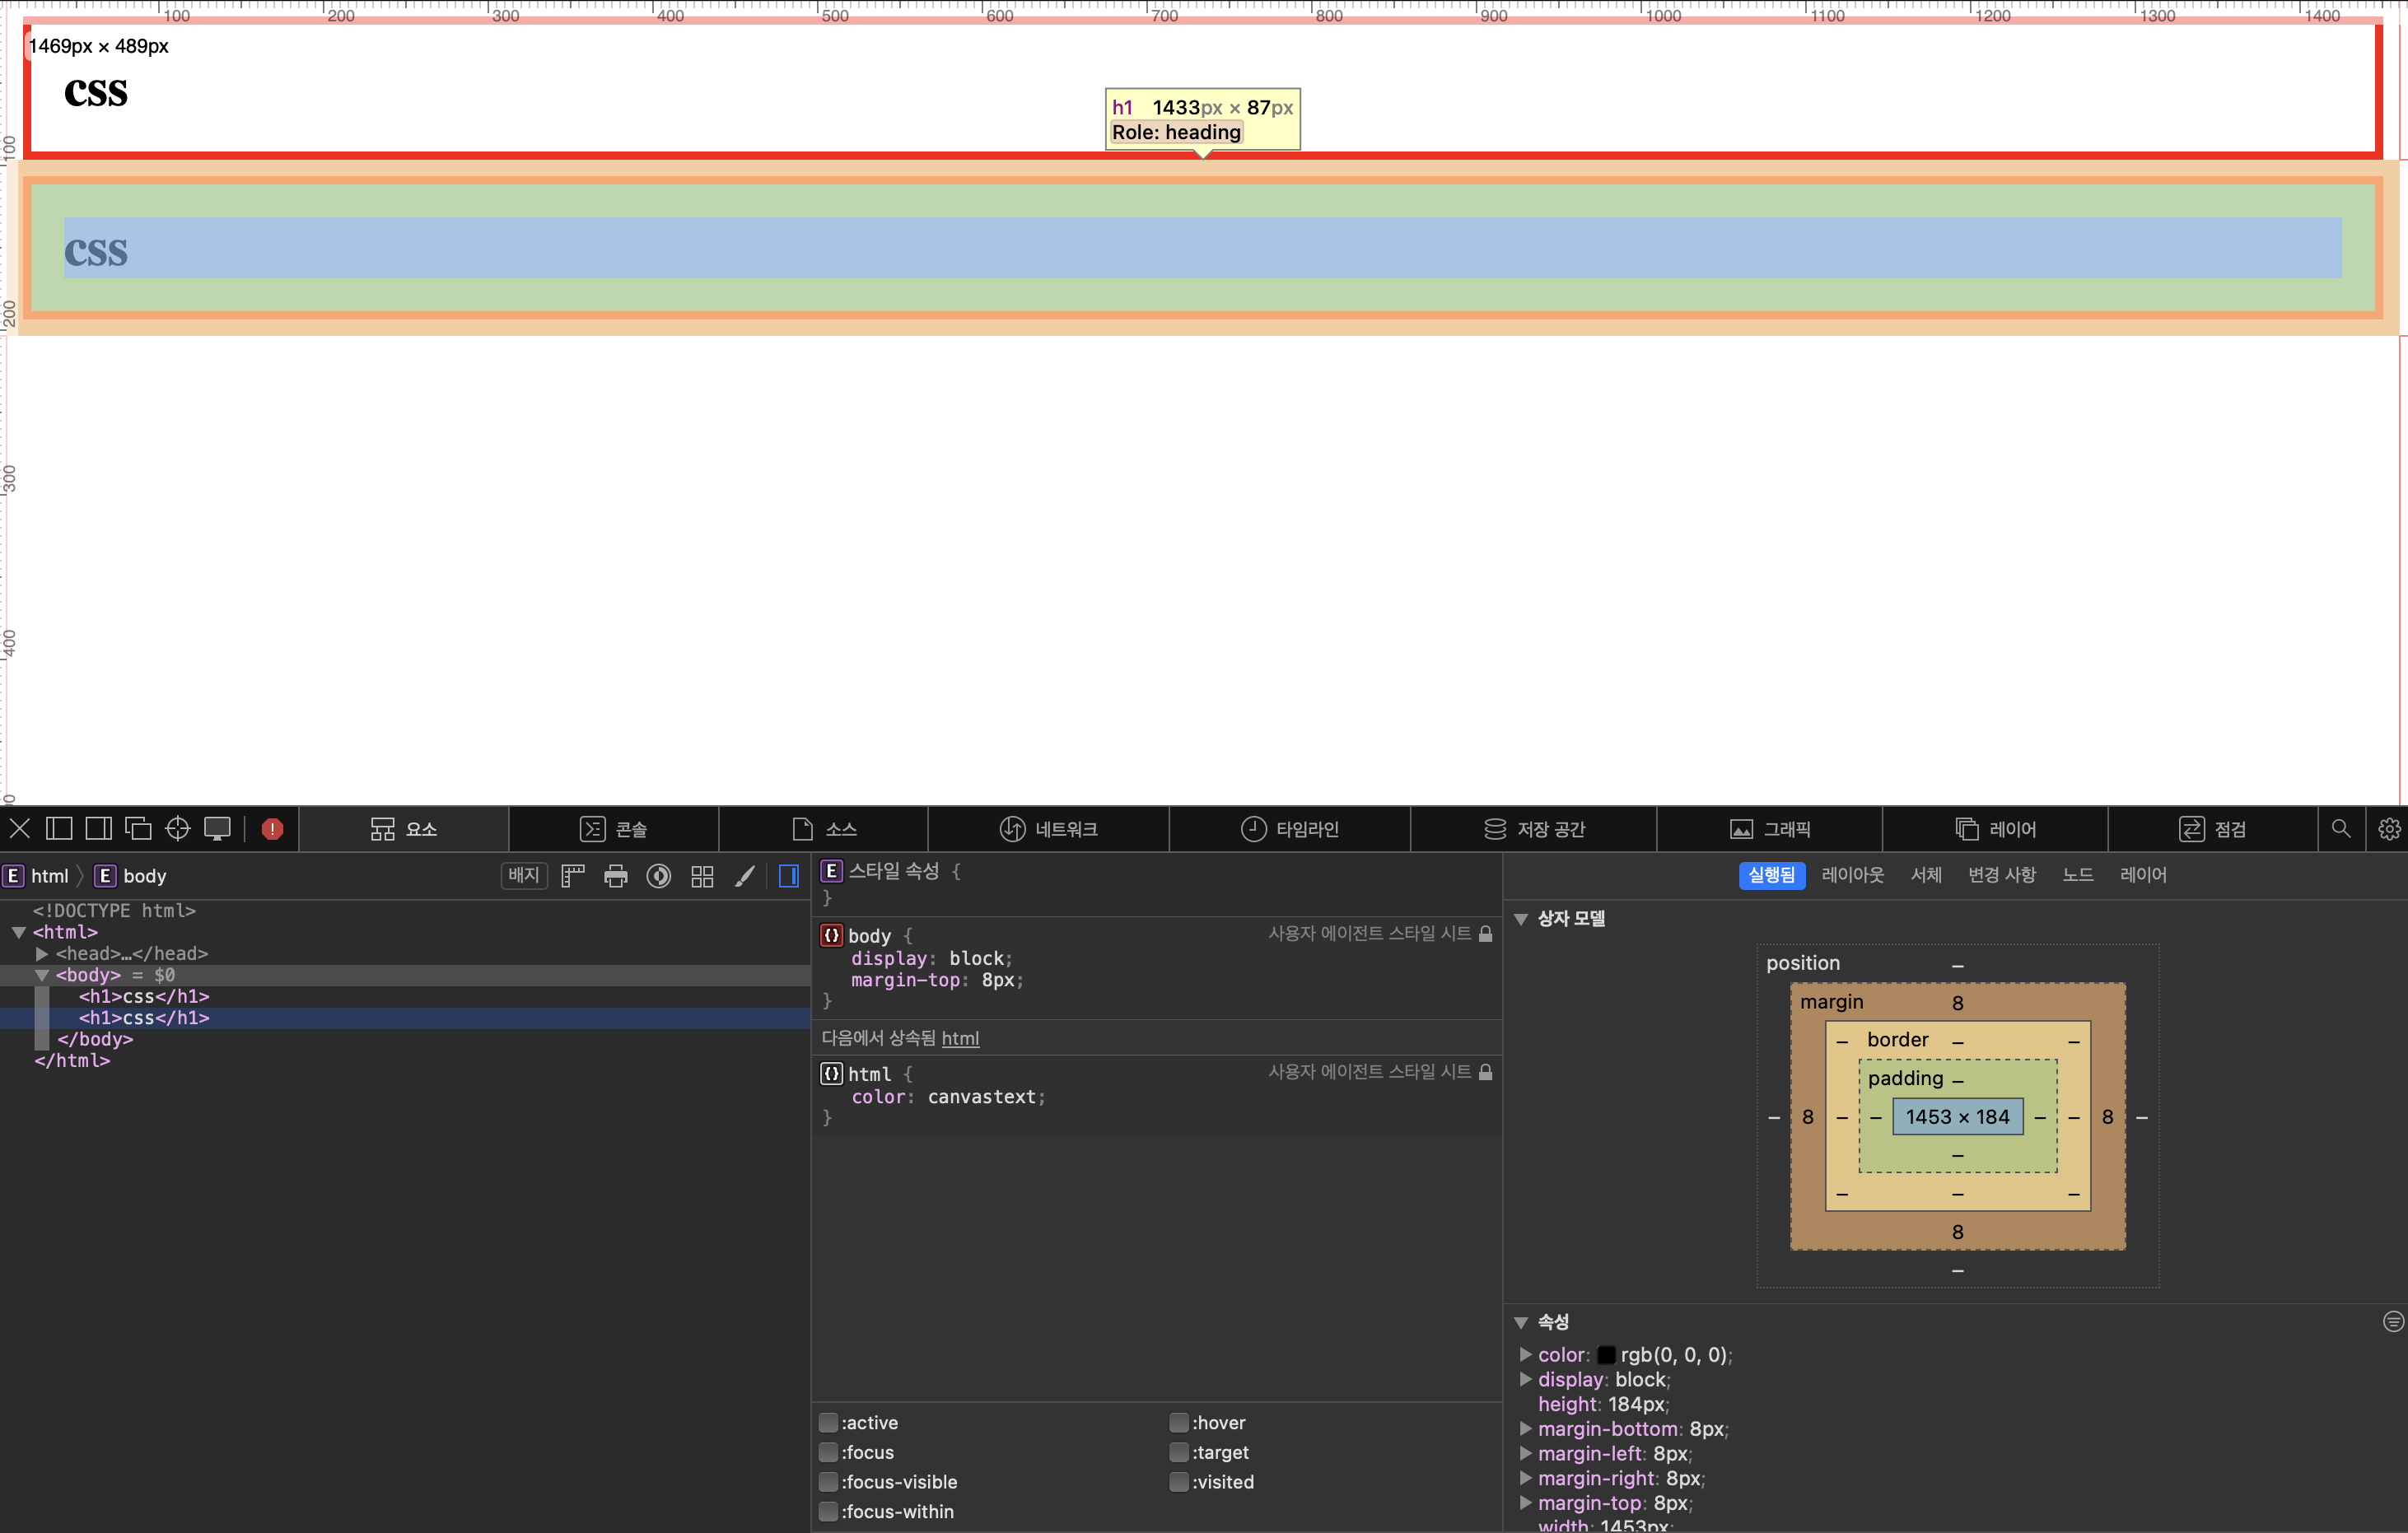 100 200 300 400 500 600 700 800 900 1000 1100 1200 1300 1400
1469px × 489px
css
h1 1433px × 87px
Role: heading
100
css
200
300
400
요소 콘솔 소스 네트워크 타임라인 저장 공간 그래픽 레이어 점검
E html E body 배지
<!DOCTYPE html>
<html>
<head>…</head>
<body> = $0
<h1>css</h1>
<h1>css</h1>
</body>
</html>
E 스타일 속성 {
}
body { 사용자 에이전트 스타일 시트
display: block;
margin-top: 8px;
}
다음에서 상속됨 html
html { 사용자 에이전트 스타일 시트
color: canvastext;
}
:active :hover
:focus :target
:focus-visible :visited
:focus-within
실행됨 레이아웃 서체 변경 사항 노드 레이어
상자 모델
position –
margin 8
– border – –
padding –
– 8 – – 1453 × 184 – – 8 –
–
– – –
8
–
속성
color: rgb(0, 0, 0);
display: block;
height: 184px;
margin-bottom: 8px;
margin-left: 8px;
margin-right: 8px;
margin-top: 8px;
width: 1453px;